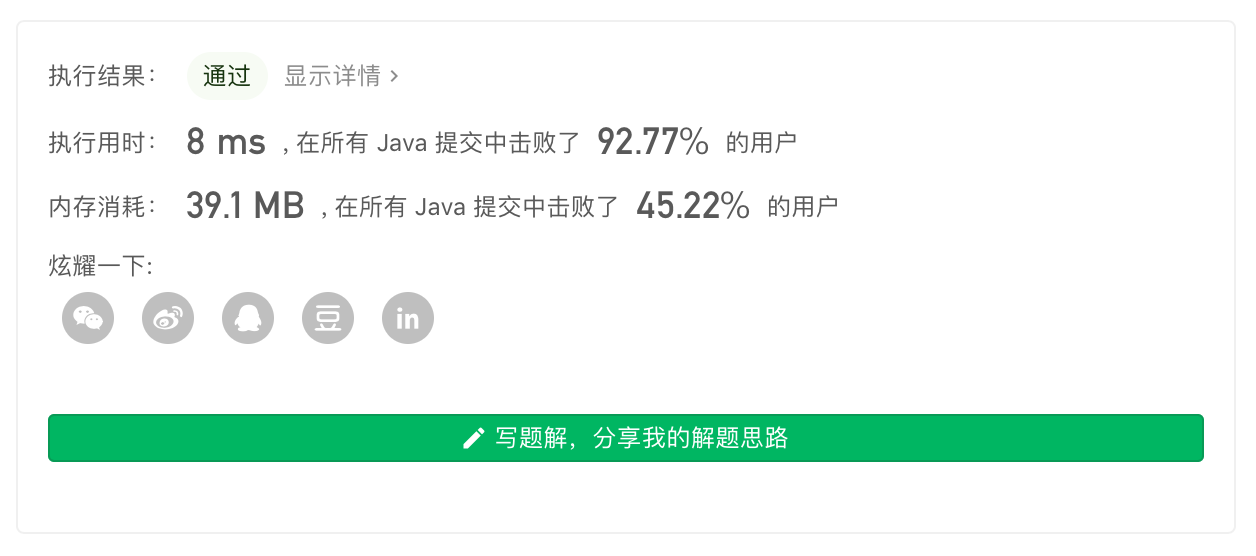 执行结果： 通过 显示详情 ›
执行用时： 8 ms , 在所有 Java 提交中击败了 92.77% 的用户
内存消耗： 39.1 MB , 在所有 Java 提交中击败了 45.22% 的用户
炫耀一下:
豆 in
写题解，分享我的解题思路